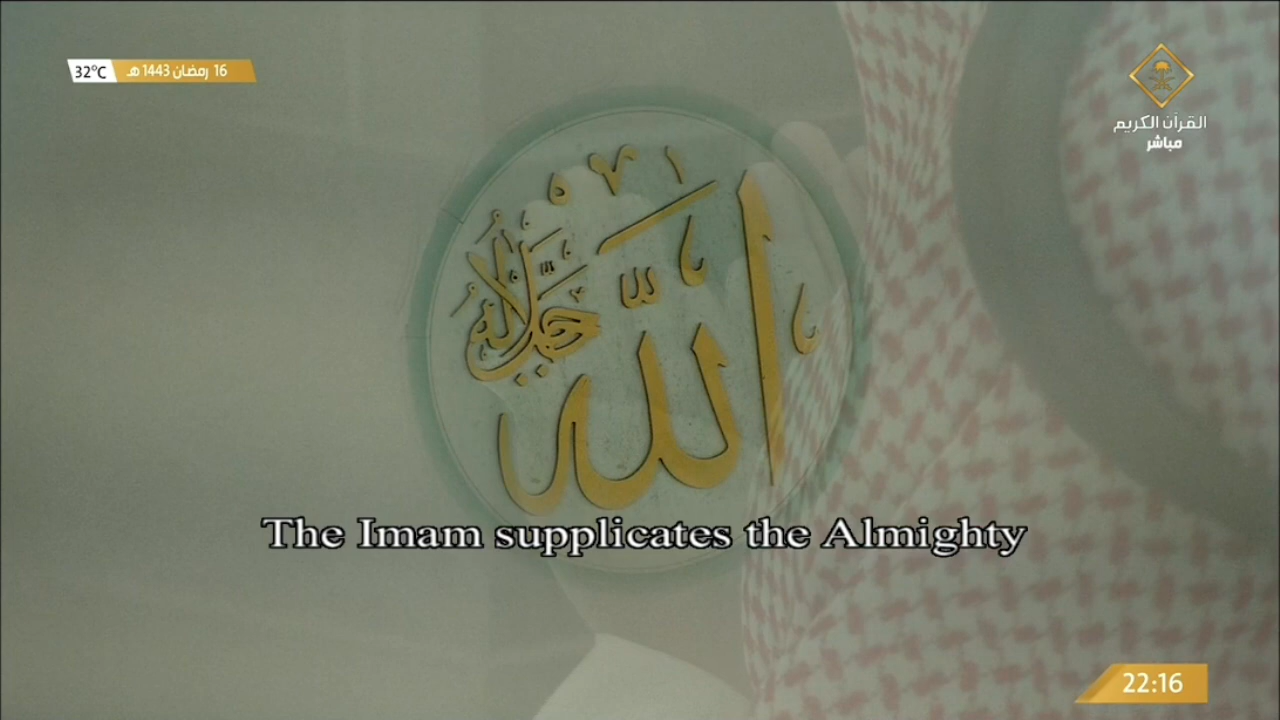 32°C
16 رمضان 1443 هـ
القرآن الكريم
مباشر
الله
جل جلاله
The Imam supplicates the Almighty
22:16